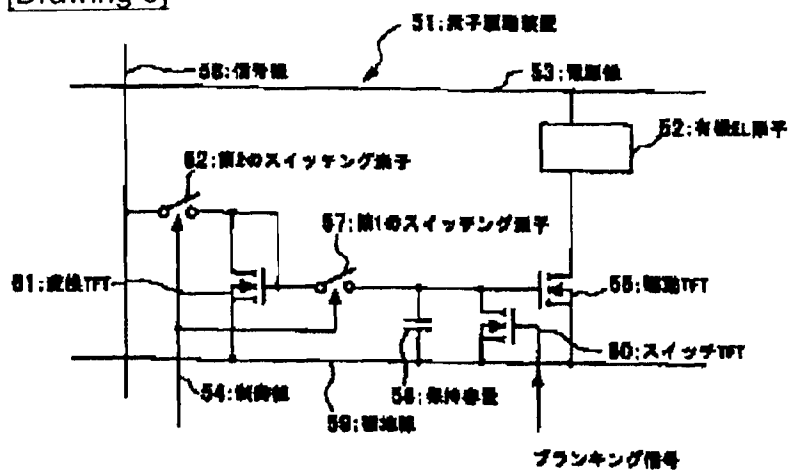 [Drawing 5]
51:素子駆動装置
58:信号線
53:電源線
52:有機EL素子
62:第2のスイッチング素子
57:第1のスイッチング素子
61:変換TFT
55:駆動TFT
60:スイッチTFT
54:制御線
56:保持容量
59:接地線
ブランキング信号